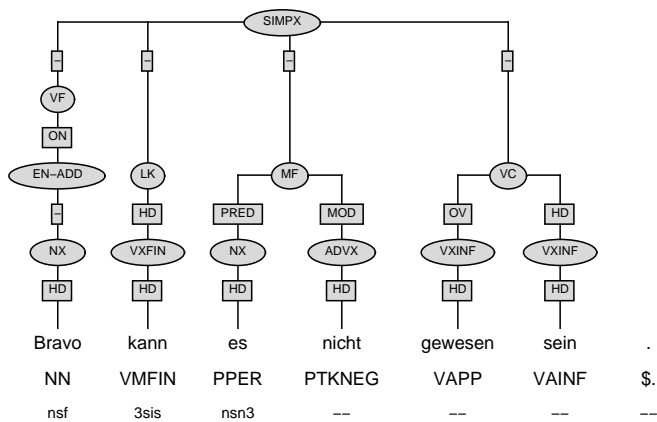 SIMPX
– – – –
VF
ON
EN–ADD LK MF VC
– HD PRED MOD OV HD
NX VXFIN NX ADVX VXINF VXINF
HD HD HD HD HD HD
Bravo kann es nicht gewesen sein .
NN VMFIN PPER PTKNEG VAPP VAINF $.
nsf 3sis nsn3 –– –– –– ––